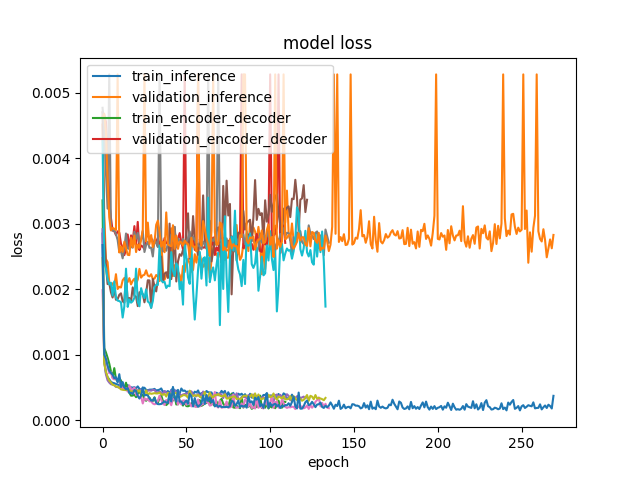 model loss
train_inference
validation_inference
train_encoder_decoder
validation_encoder_decoder
0.005
0.004
0.003
0.002
0.001
0.000
loss
0 50 100 150 200 250
epoch